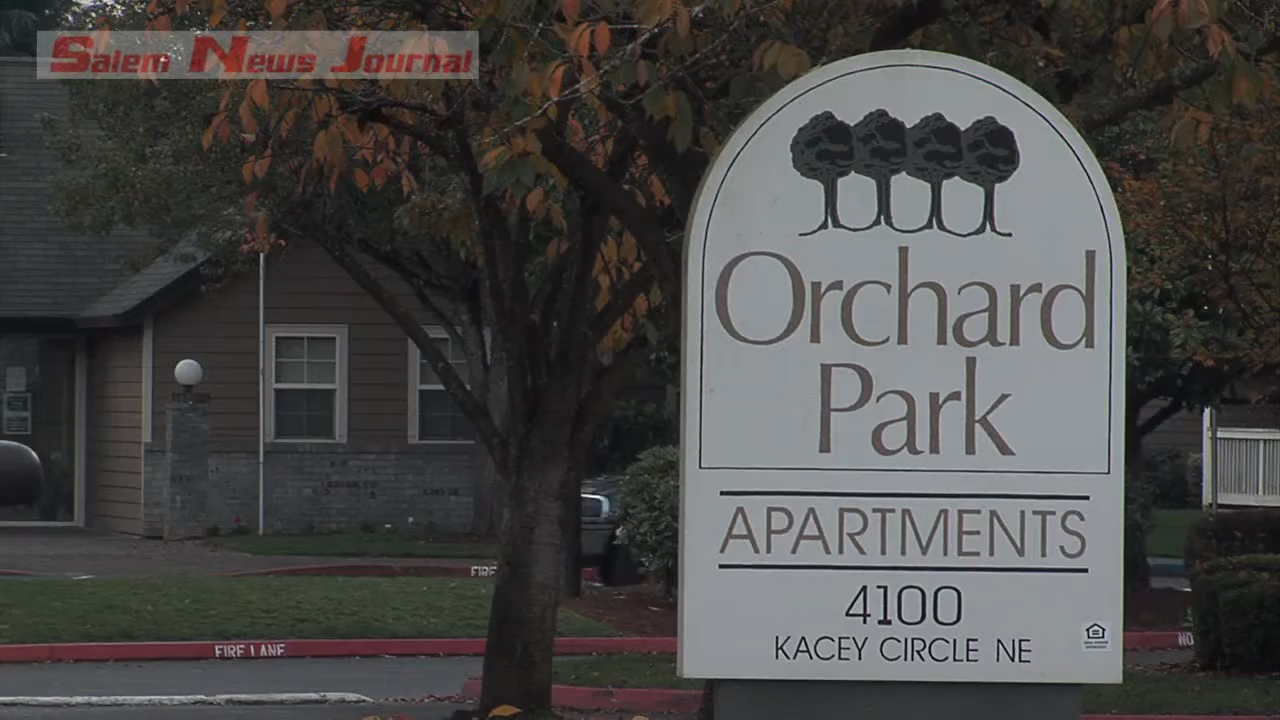 Salem News Journal
Orchard
Park
APARTMENTS
4100
KACEY CIRCLE NE
FIRE LANE
FIRE
NO